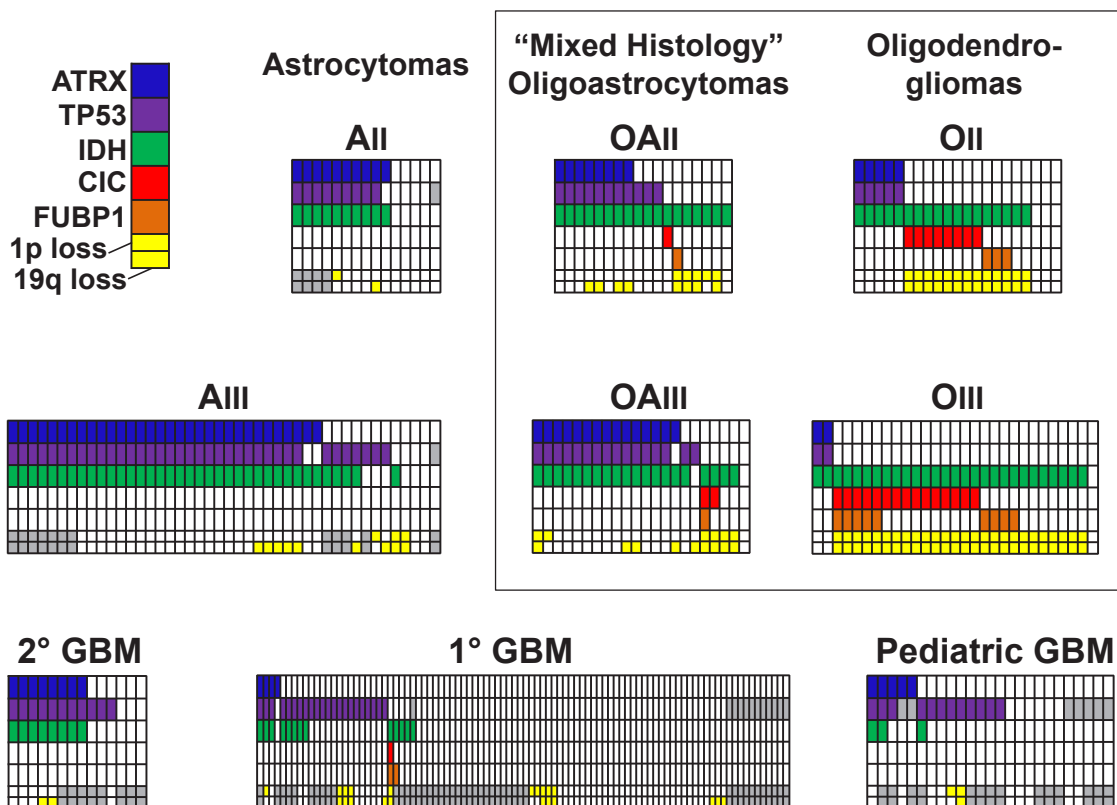 ATRX
TP53
IDH
CIC
FUBP1
1p loss
19q loss
Astrocytomas
“Mixed Histology”
Oligoastrocytomas
Oligodendro-
gliomas
AII
OAII
OII
AIII
OAIII
OIII
2° GBM
1° GBM
Pediatric GBM